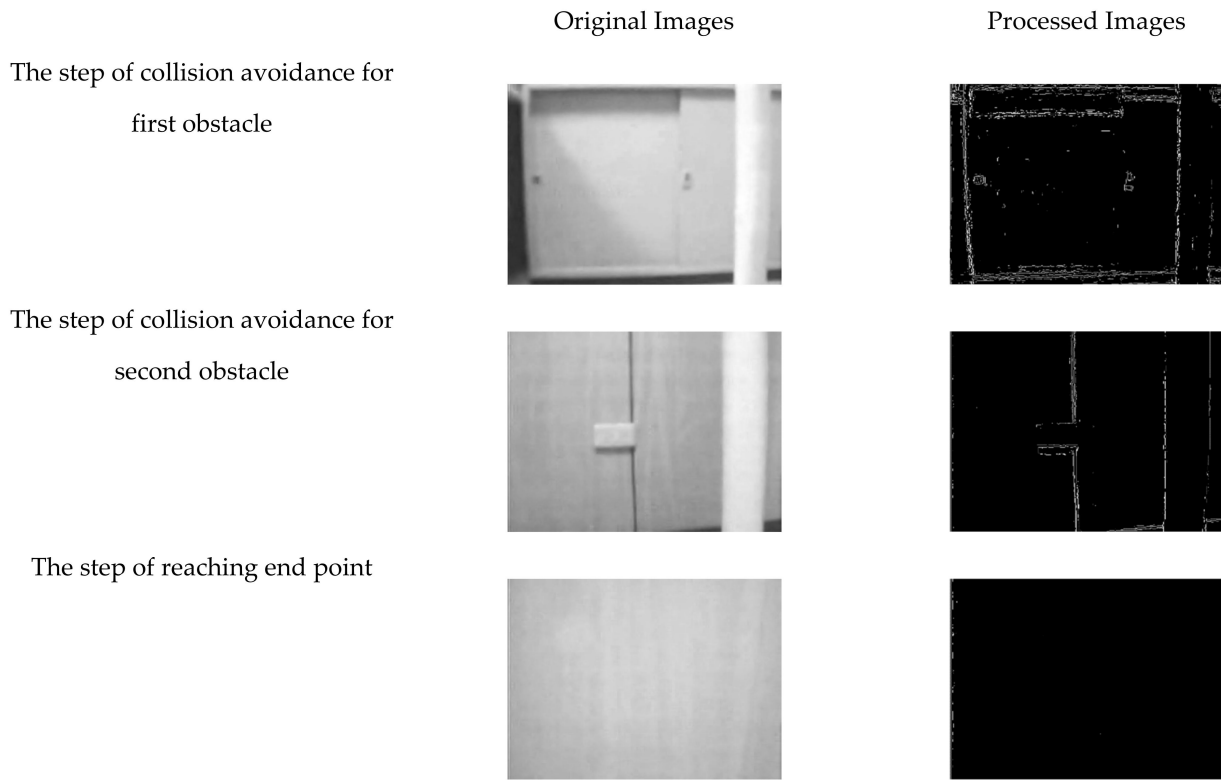 Original Images
Processed Images
The step of collision avoidance for
first obstacle
The step of collision avoidance for
second obstacle
The step of reaching end point